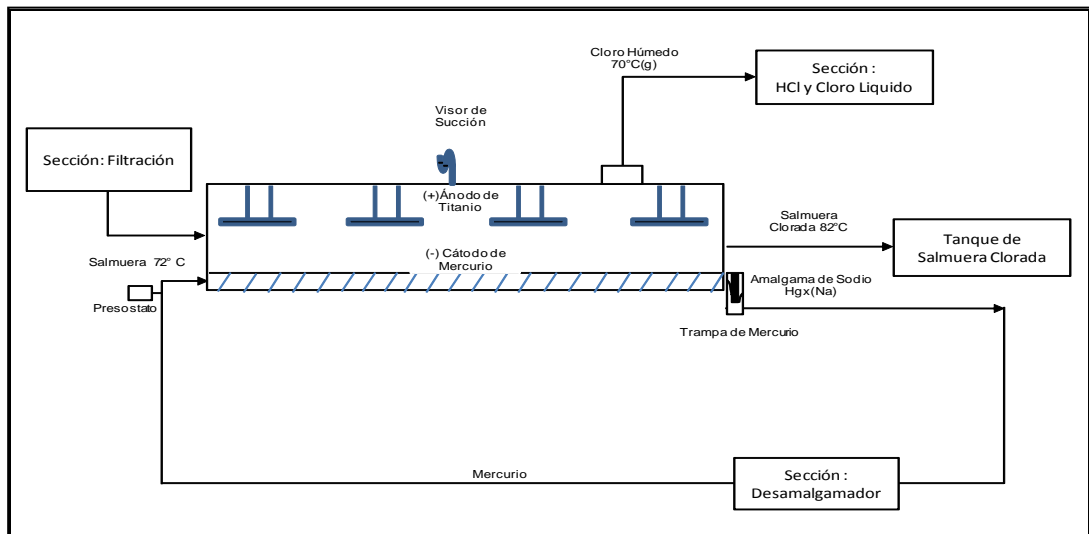 Cloro Húmedo
70°C(g)
Sección :
HCl y Cloro Liquido
Visor de
Succión
Sección: Filtración
(+)Ánodo de
Titanio
Salmuera
Clorada 82°C
Tanque de
Salmuera Clorada
(-) Cátodo de
Mercurio
Salmuera 72° C
Presostato
Amalgama de Sodio
Hgx(Na)
Trampa de Mercurio
Mercurio
Sección :
Desamalgamador